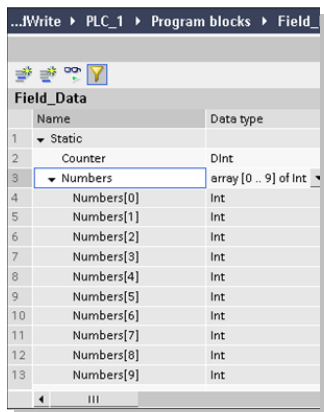 ...lWrite ▸ PLC_1 ▸ Program blocks ▸ Field_
Field_Data
Name Data type
1 Static
2 Counter DInt
3 Numbers array [0 .. 9] of Int
4 Numbers[0] Int
5 Numbers[1] Int
6 Numbers[2] Int
7 Numbers[3] Int
8 Numbers[4] Int
9 Numbers[5] Int
10 Numbers[6] Int
11 Numbers[7] Int
12 Numbers[8] Int
13 Numbers[9] Int